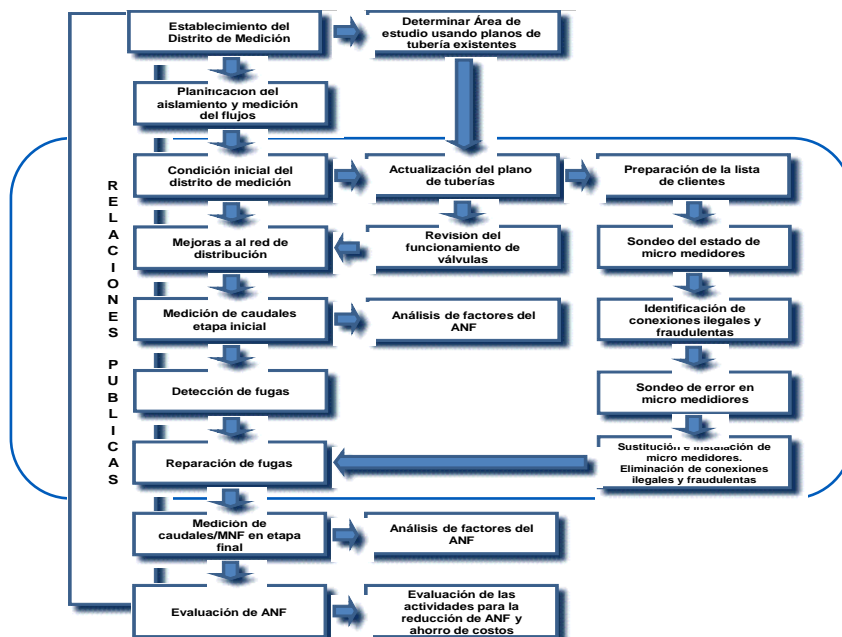 Establecimiento del
Distrito de Medición
Determinar Área de
estudio usando planos de
tubería existentes
Planificación del
aislamiento y medición
del flujos
RELACIONES PUBLICAS
Condición inicial del
distrito de medición
Actualización del plano
de tuberías
Preparación de la lista
de clientes
Mejoras a al red de
distribución
Revisión del
funcionamiento de
válvulas
Sondeo del estado de
micro medidores
Medición de caudales
etapa inicial
Análisis de factores del
ANF
Identificación de
conexiones ilegales y
fraudulentas
Detección de fugas
Sondeo de error en
micro medidiores
Reparación de fugas
Sustitución e instalación de
micro medidores.
Eliminación de conexiones
ilegales y fraudulentas
Medición de
caudales/MNF en etapa
final
Análisis de factores del
ANF
Evaluación de ANF
Evaluación de las
actividades para la
reducción de ANF y
ahorro de costos